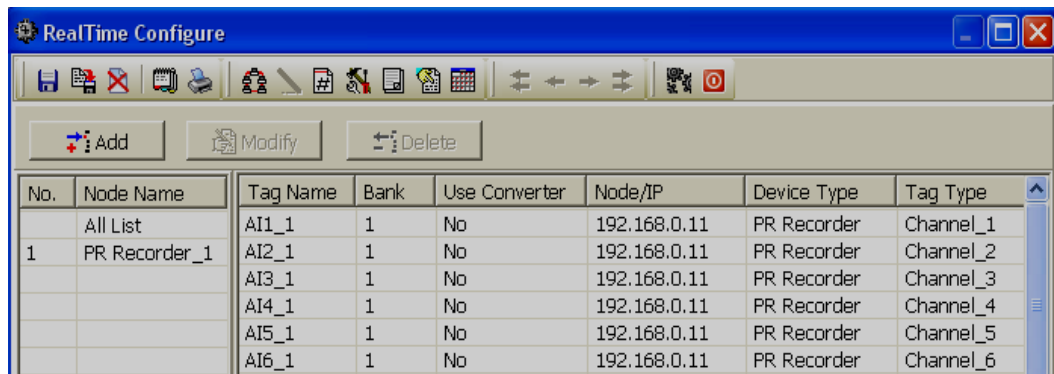 RealTime Configure
Add Modify Delete
No. Node Name Tag Name Bank Use Converter Node/IP Device Type Tag Type
All List AI1_1 1 No 192.168.0.11 PR Recorder Channel_1
1 PR Recorder_1 AI2_1 1 No 192.168.0.11 PR Recorder Channel_2
AI3_1 1 No 192.168.0.11 PR Recorder Channel_3
AI4_1 1 No 192.168.0.11 PR Recorder Channel_4
AI5_1 1 No 192.168.0.11 PR Recorder Channel_5
AI6_1 1 No 192.168.0.11 PR Recorder Channel_6